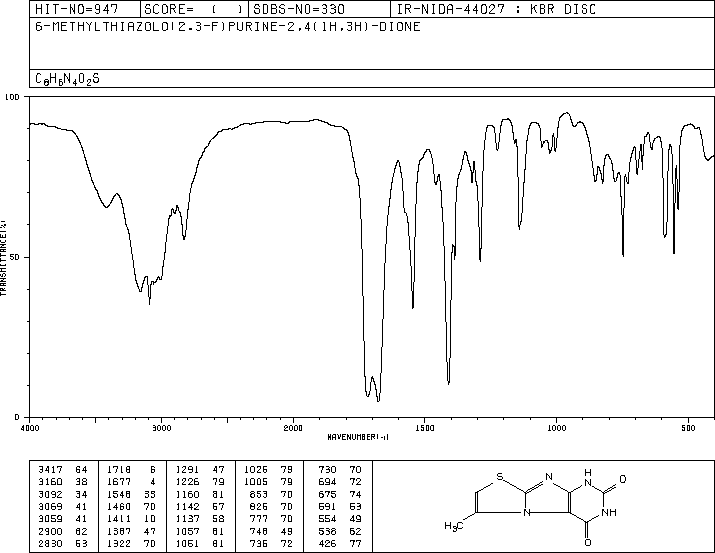 HIT-NO=947 SCORE= ( ) SDBS-NO=330 IR-NIDA-44027 : KBR DISC
6-METHYLTHIAZOLO(2,3-F)PURINE-2,4(1H,3H)-DIONE
C8H6N4O2S
100
TRANSMITTANCE(%)
50
0
4000 3000 2000 1500 1000 500
WAVENUMBER(-1)
3417 64 1718 6 1291 47 1026 79 730 70
3160 38 1677 4 1226 79 1005 79 694 72
3092 34 1548 33 1160 81 853 70 675 74
3069 41 1460 70 1142 67 826 70 591 53
3059 41 1411 10 1137 58 777 70 554 49
2900 62 1387 47 1057 81 748 49 538 62
2830 53 1322 70 1051 81 736 72 426 77
S N H N O
H3C N NH
O